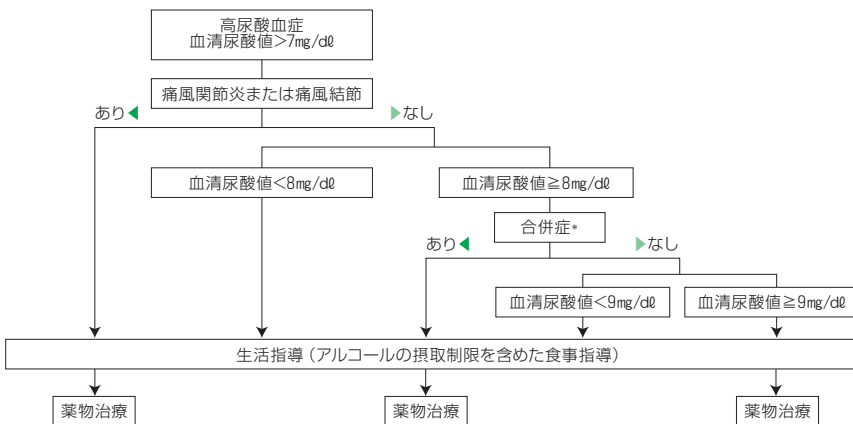 高尿酸血症
血清尿酸値>7mg/dℓ
痛風関節炎または痛風結節
あり◀ ▶なし
血清尿酸値<8mg/dℓ 血清尿酸値≧8mg/dℓ
合併症*
あり◀ ▶なし
血清尿酸値<9mg/dℓ 血清尿酸値≧9mg/dℓ
生活指導(アルコールの摂取制限を含めた食事指導)
薬物治療 薬物治療 薬物治療